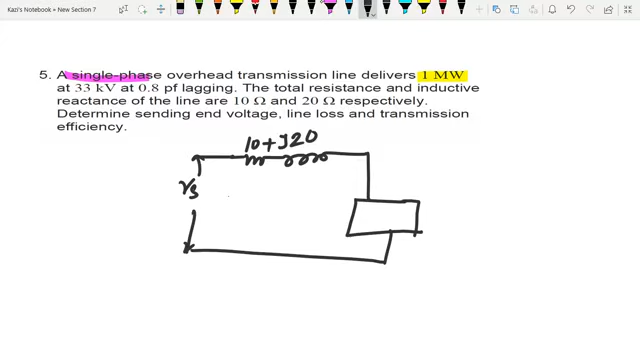 Kazi's Notebook » New Section 7
5. A single-phase overhead transmission line delivers 1 MW
at 33 kV at 0.8 pf lagging. The total resistance and inductive
reactance of the line are 10 Ω and 20 Ω respectively.
Determine sending end voltage, line loss and transmission
efficiency.
10+J20
Vs